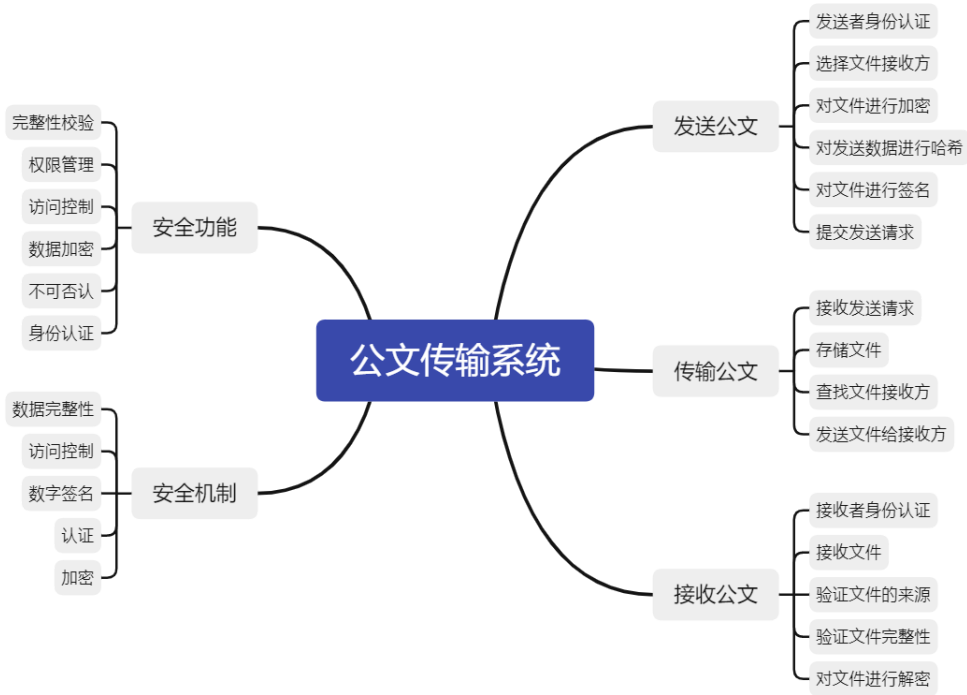 公文传输系统
发送公文
发送者身份认证
选择文件接收方
对文件进行加密
对发送数据进行哈希
对文件进行签名
提交发送请求
传输公文
接收发送请求
存储文件
查找文件接收方
发送文件给接收方
接收公文
接收者身份认证
接收文件
验证文件的来源
验证文件完整性
对文件进行解密
安全功能
完整性校验
权限管理
访问控制
数据加密
不可否认
身份认证
安全机制
数据完整性
访问控制
数字签名
认证
加密